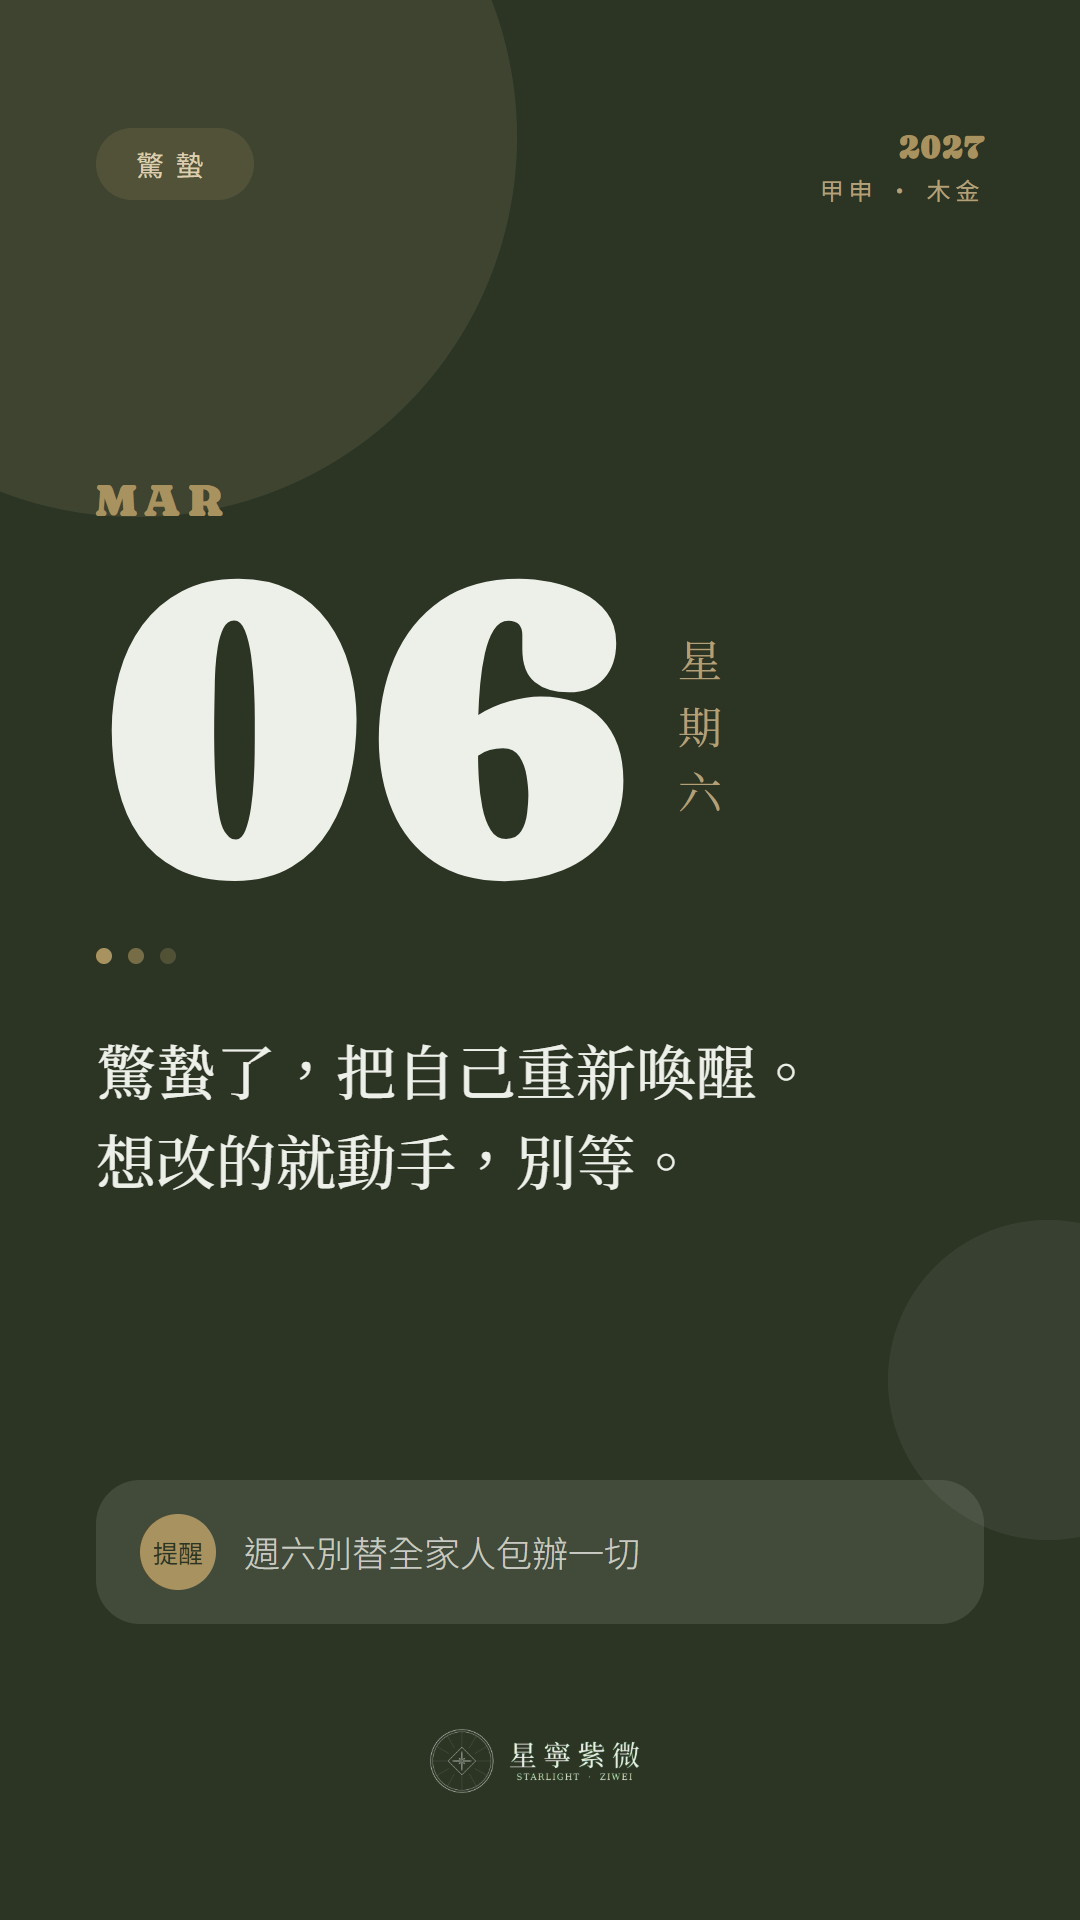 驚蟄
2027
甲申 · 木金
MAR
06
星期六
驚蟄了，把自己重新喚醒。
想改的就動手，別等。
提醒
週六別替全家人包辦一切
星寧紫微
STARLIGHT · ZIWEI